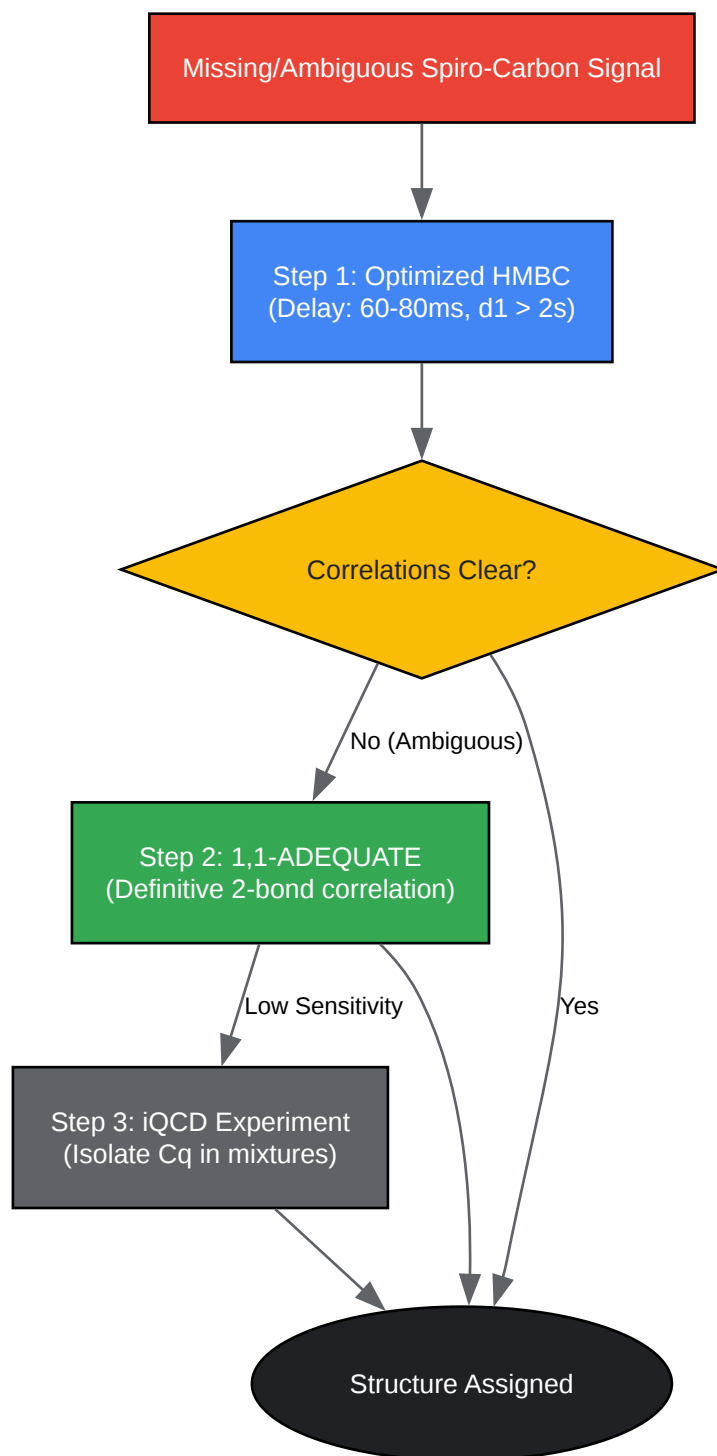 Missing/Ambiguous Spiro-Carbon Signal
Step 1: Optimized HMBC
(Delay: 60-80ms, d1 > 2s)
Correlations Clear?
No (Ambiguous)
Step 2: 1,1-ADEQUATE
(Definitive 2-bond correlation)
Low Sensitivity
Yes
Step 3: iQCD Experiment
(Isolate Cq in mixtures)
Structure Assigned